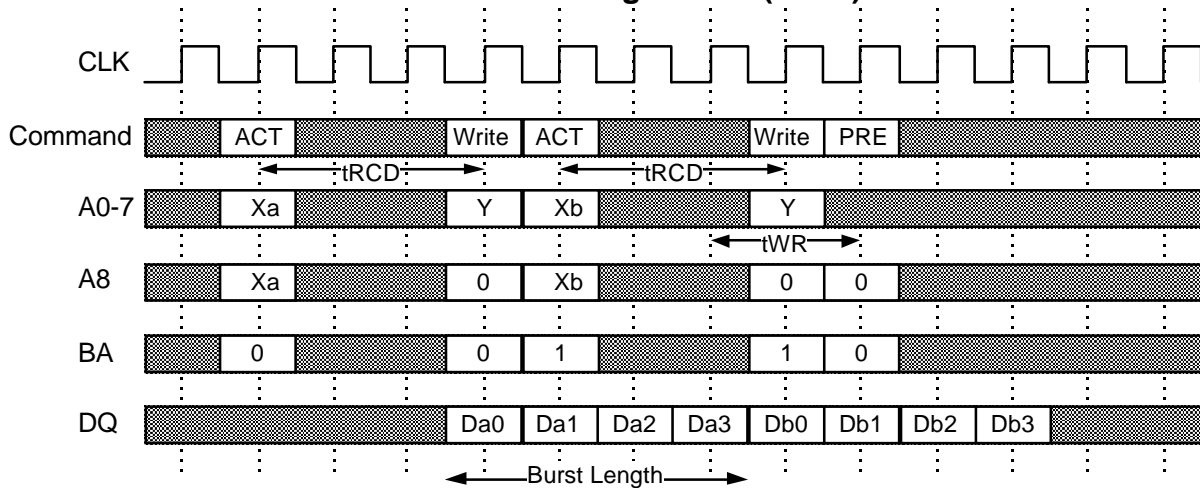 CLK
Command ACT Write ACT Write PRE
tRCD tRCD
A0-7 Xa Y Xb Y
tWR
A8 Xa 0 Xb 0 0
BA 0 0 1 1 0
DQ Da0 Da1 Da2 Da3 Db0 Db1 Db2 Db3
Burst Length